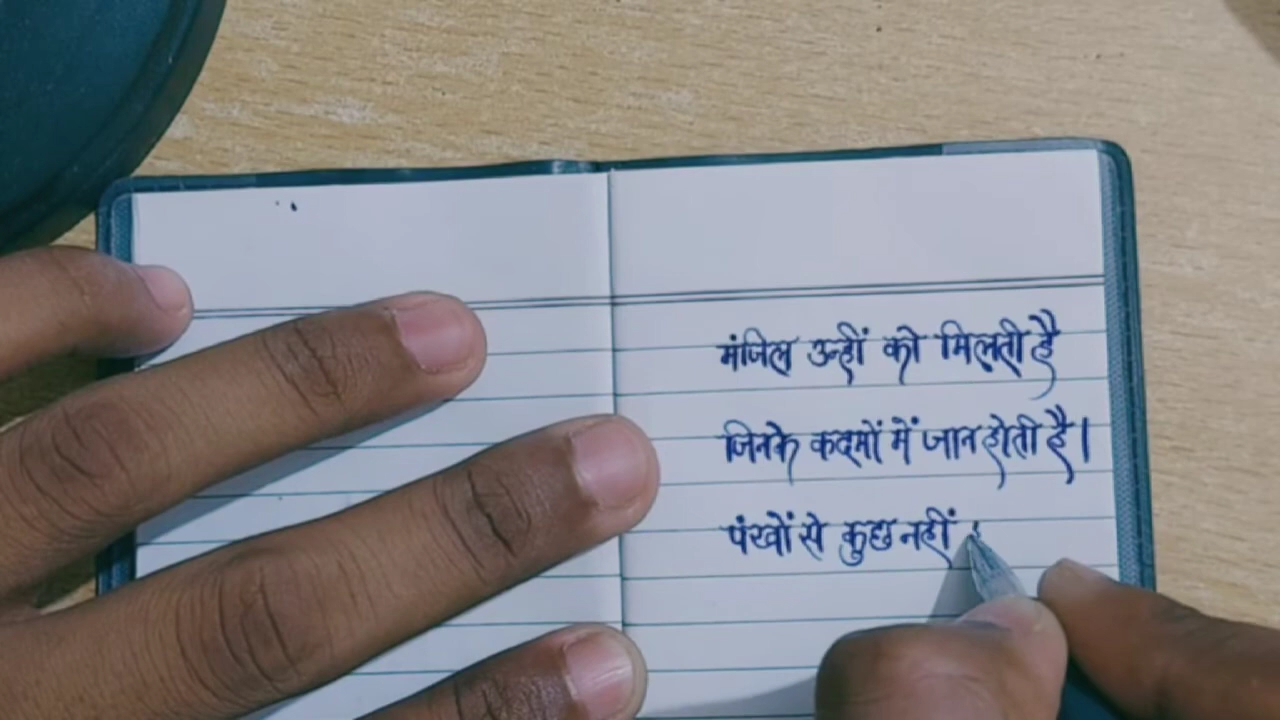 मंजिल उन्हीं को मिलती है
जिनके कदमों में जान होती है।
पंखों से कुछ नहीं